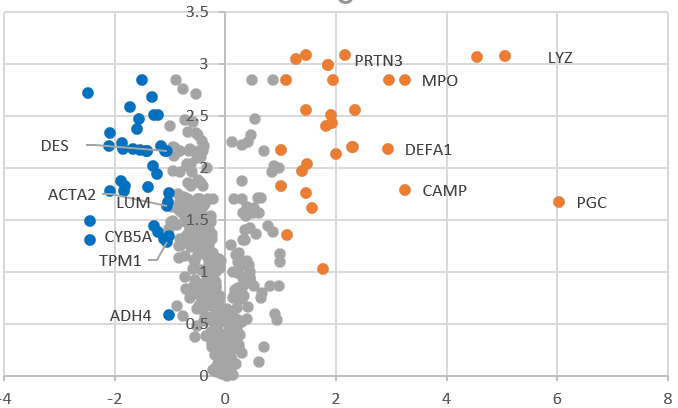 3.5
3
2.5
2
1.5
1
0.5
0
-4
-2
0
2
4
6
8
PRTN3
LYZ
MPO
DES
DEFA1
ACTA2
LUM
CAMP
PGC
CYB5A
TPM1
ADH4